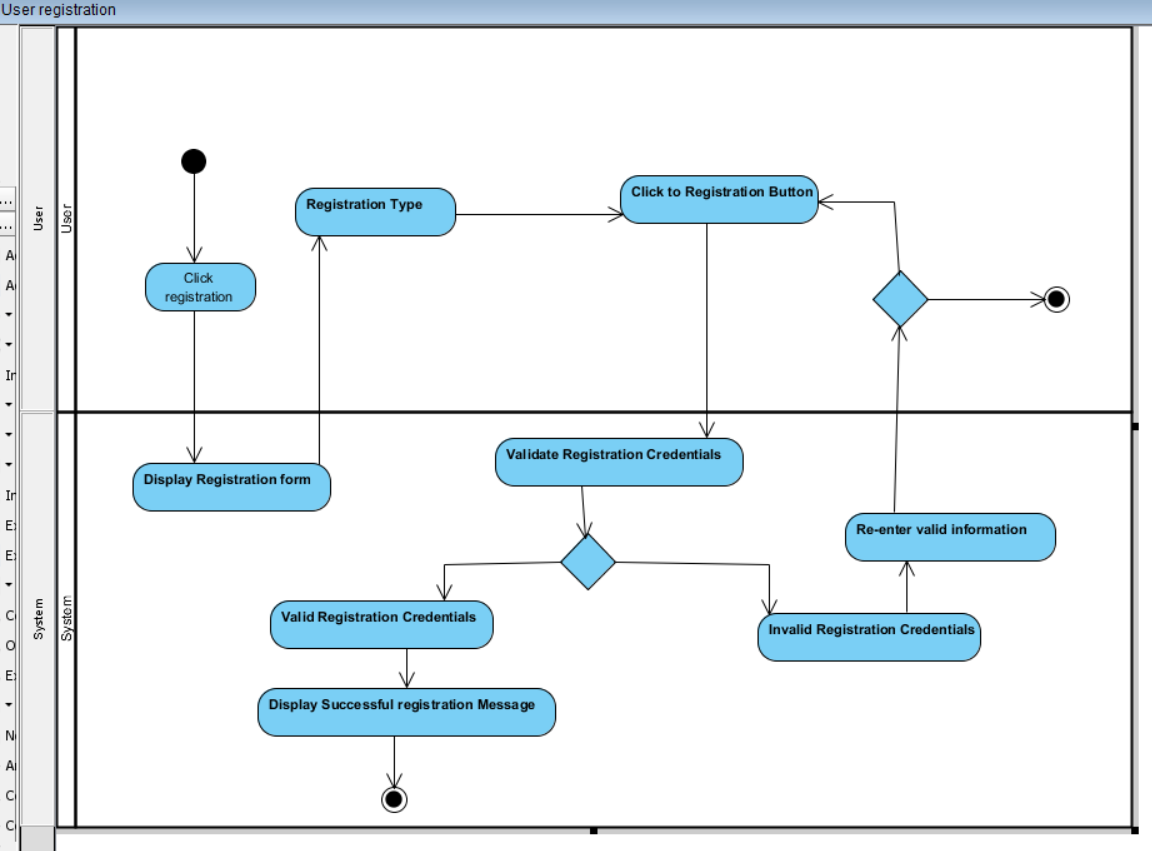 User registration
User
User
Registration Type
Click to Registration Button
Click
registration
Display Registration form
Validate Registration Credentials
Re-enter valid information
System
System
Valid Registration Credentials
Invalid Registration Credentials
Display Successful registration Message